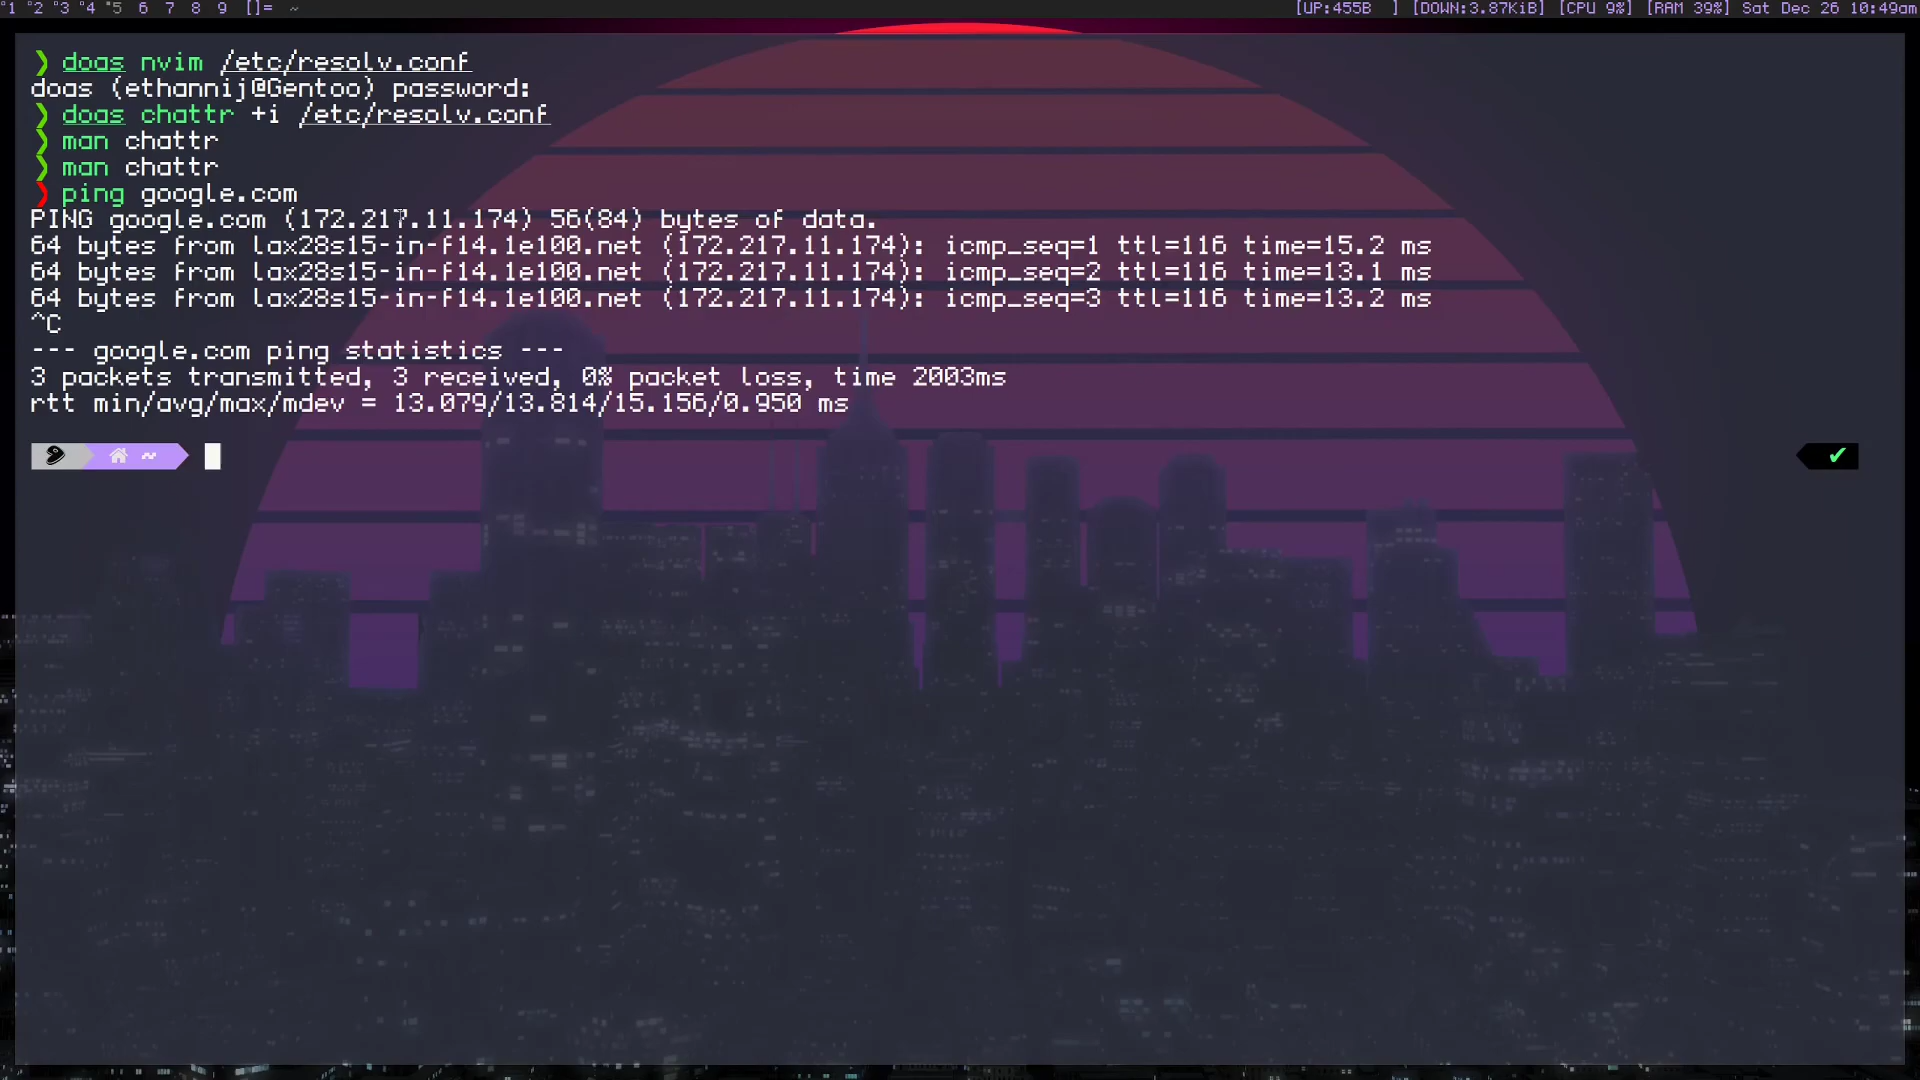 1 2 3 4 5 6 7 8 9 []= ~ [UP:455B ] [DOWN:3.87KiB] [CPU 9%] [RAM 39%] Sat Dec 26 10:49am
❯ doas nvim /etc/resolv.conf
doas (ethannij@Gentoo) password:
❯ doas chattr +i /etc/resolv.conf
❯ man chattr
❯ man chattr
❯ ping google.com
PING google.com (172.217.11.174) 56(84) bytes of data.
64 bytes from lax28s15-in-f14.1e100.net (172.217.11.174): icmp_seq=1 ttl=116 time=15.2 ms
64 bytes from lax28s15-in-f14.1e100.net (172.217.11.174): icmp_seq=2 ttl=116 time=13.1 ms
64 bytes from lax28s15-in-f14.1e100.net (172.217.11.174): icmp_seq=3 ttl=116 time=13.2 ms
^C
--- google.com ping statistics ---
3 packets transmitted, 3 received, 0% packet loss, time 2003ms
rtt min/avg/max/mdev = 13.079/13.814/15.156/0.950 ms
~ ✔